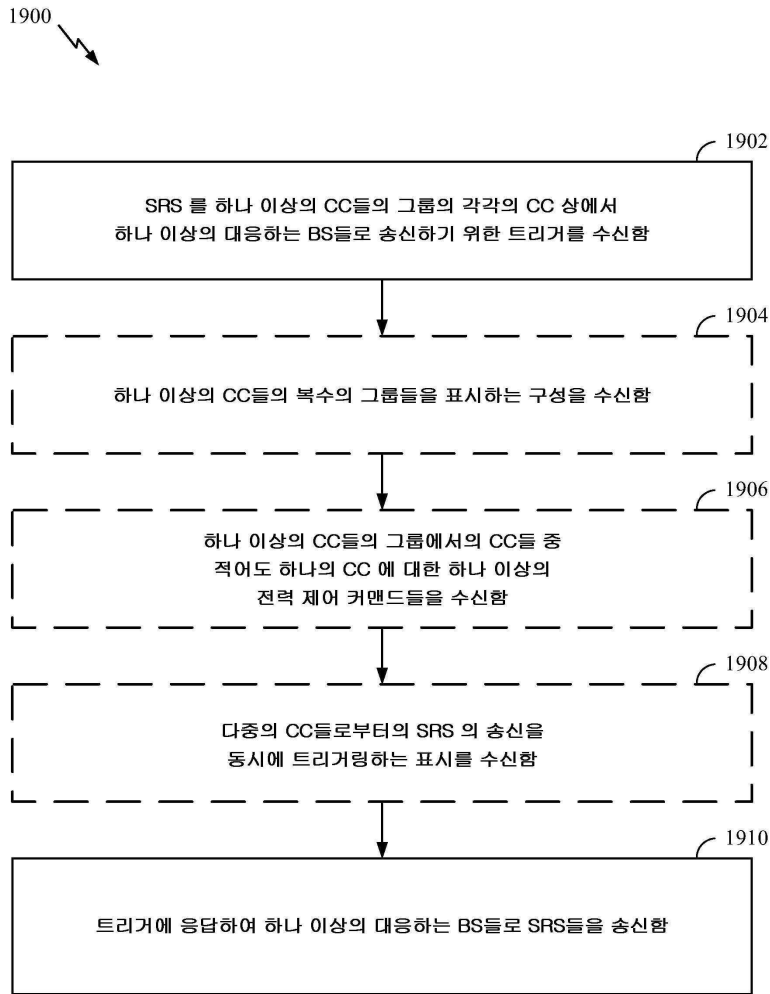 1900
1902
SRS 를 하나 이상의 CC들의 그룹의 각각의 CC 상에서
하나 이상의 대응하는 BS들로 송신하기 위한 트리거를 수신함
1904
하나 이상의 CC들의 복수의 그룹들을 표시하는 구성을 수신함
1906
하나 이상의 CC들의 그룹에서의 CC들 중
적어도 하나의 CC 에 대한 하나 이상의
전력 제어 커맨드들을 수신함
1908
다중의 CC들로부터의 SRS 의 송신을
동시에 트리거링하는 표시를 수신함
1910
트리거에 응답하여 하나 이상의 대응하는 BS들로 SRS들을 송신함